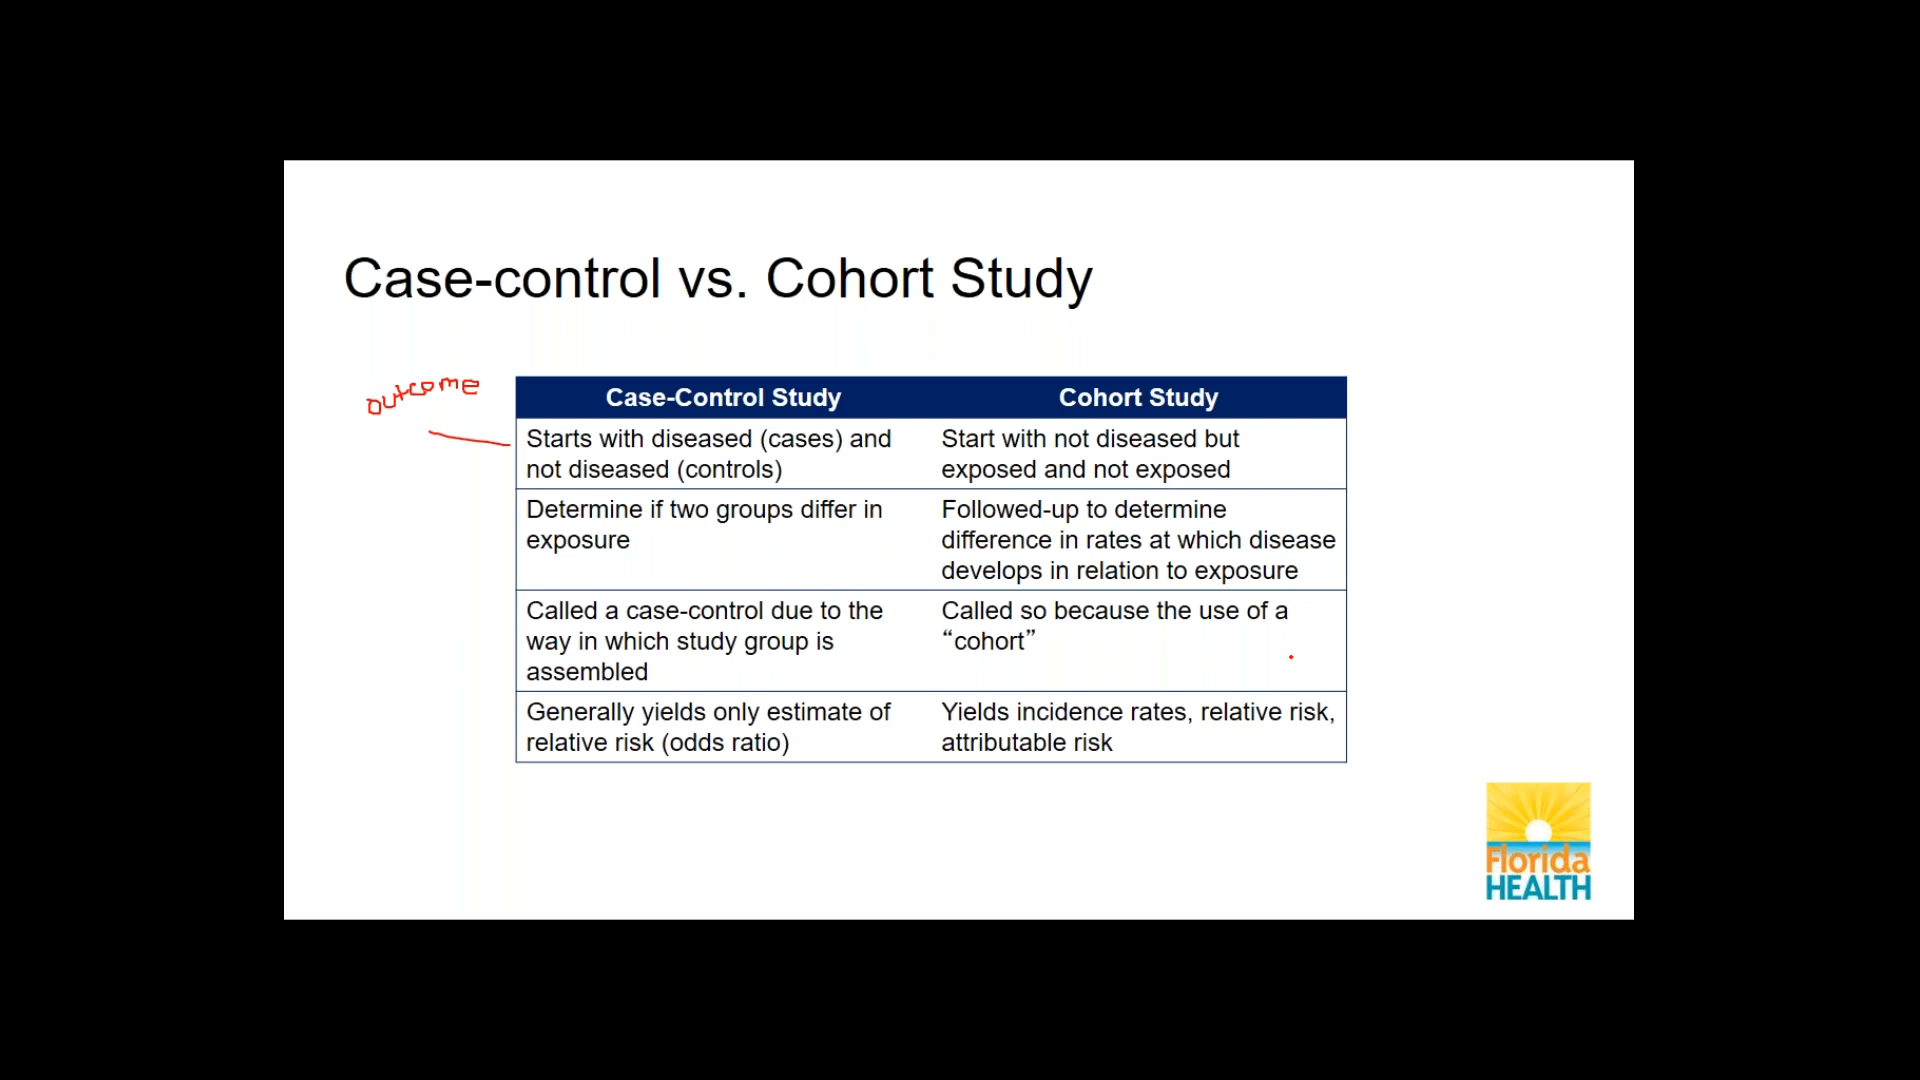 Case-control vs. Cohort Study
outcome
Case-Control Study
Cohort Study
Starts with diseased (cases) and
not diseased (controls)
Start with not diseased but
exposed and not exposed
Determine if two groups differ in
exposure
Followed-up to determine
difference in rates at which disease
develops in relation to exposure
Called a case-control due to the
way in which study group is
assembled
Called so because the use of a
“cohort”
Generally yields only estimate of
relative risk (odds ratio)
Yields incidence rates, relative risk,
attributable risk
Florida
HEALTH